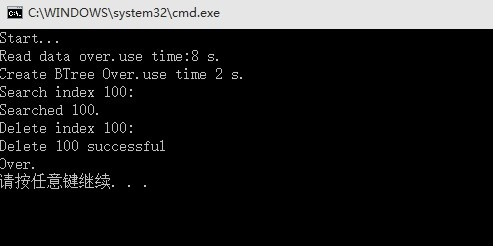 C:\WINDOWS\system32\cmd.exe
Start...
Read data over.use time:8 s.
Create BTree Over.use time 2 s.
Search index 100:
Searched 100.
Delete index 100:
Delete 100 successful
Over.
请按任意键继续. . .